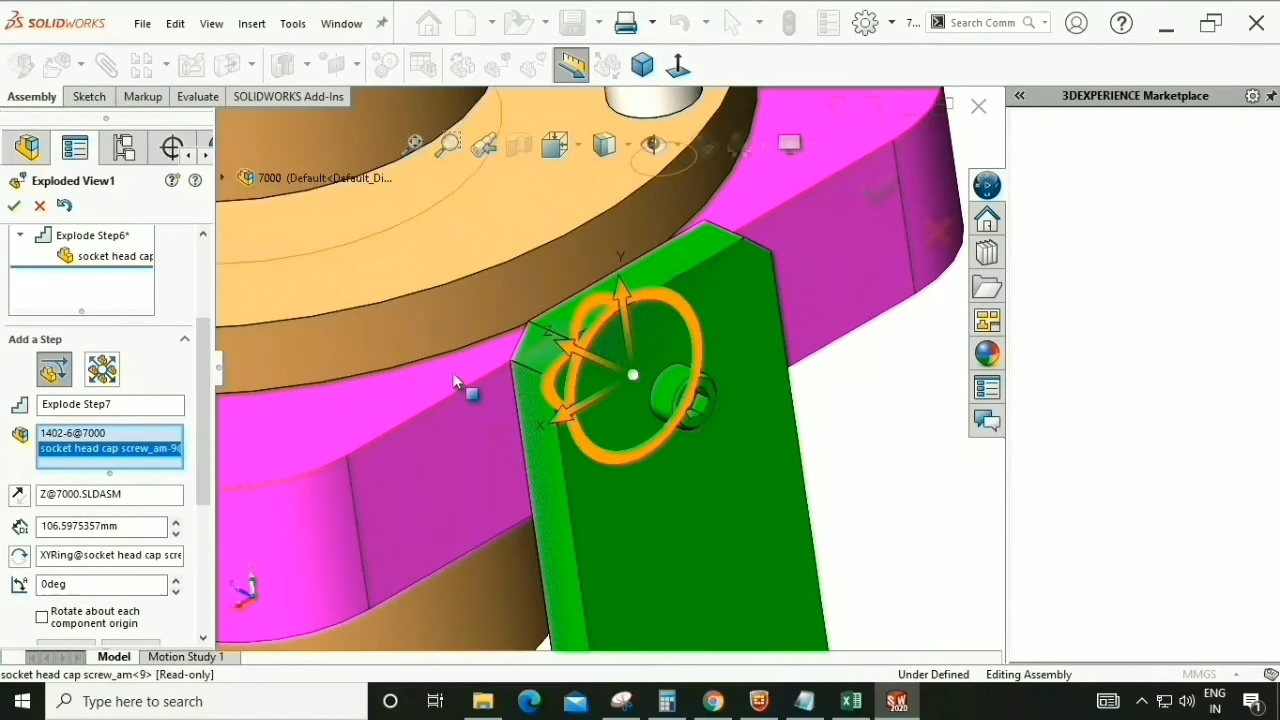 SOLIDWORKS File Edit View Insert Tools Window 7... Search Comm
Assembly Sketch Markup Evaluate SOLIDWORKS Add-Ins
3DEXPERIENCE Marketplace
Exploded View1
7000 (Default<Default_Di...
Explode Step6*
socket head cap
Add a Step
Explode Step7
1402-6@7000
socket head cap screw_am-9@
Z@7000.SLDASM
106.5975357mm
XYRing@socket head cap scre
0deg
Rotate about each
component origin
Y
Z
X
Model Motion Study 1
socket head cap screw_am<9> [Read-only] Under Defined Editing Assembly MMGS
Type here to search
SW
2020
ENG
IN
1